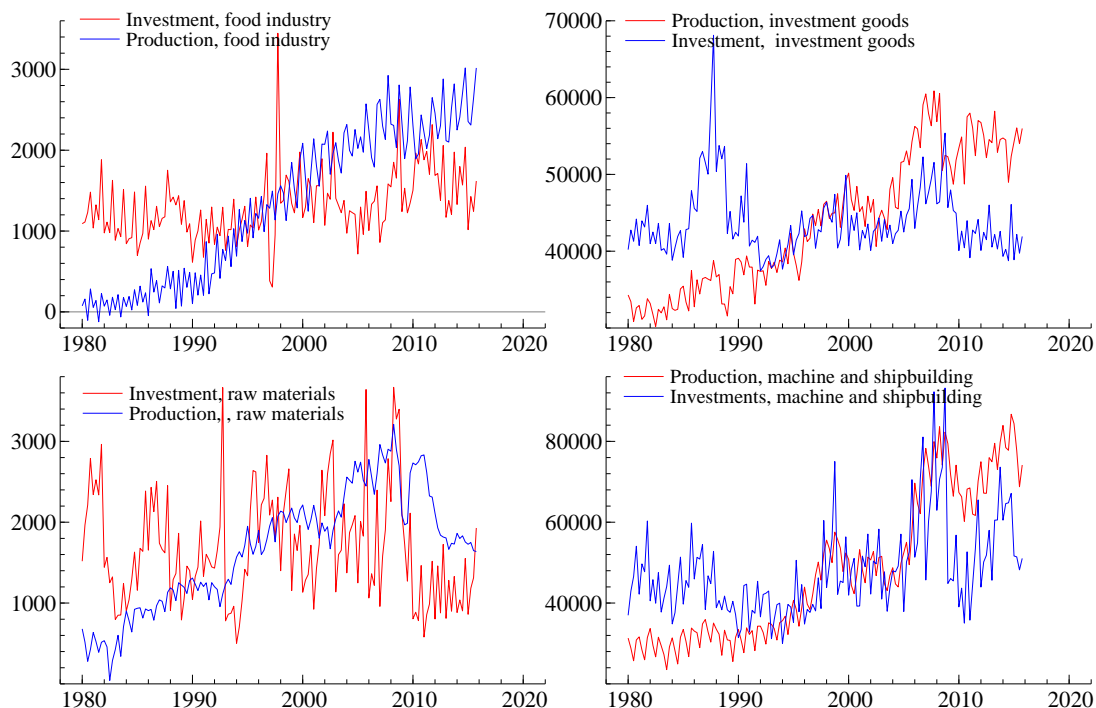 Investment, food industry
Production, food industry
3000
2000
1000
0
1980 1990 2000 2010 2020
70000
Production, investment goods
Investment, investment goods
60000
50000
40000
1980 1990 2000 2010 2020
Investment, raw materials
Production, , raw materials
3000
2000
1000
1980 1990 2000 2010 2020
Production, machine and shipbuilding
Investments, machine and shipbuilding
80000
60000
40000
1980 1990 2000 2010 2020